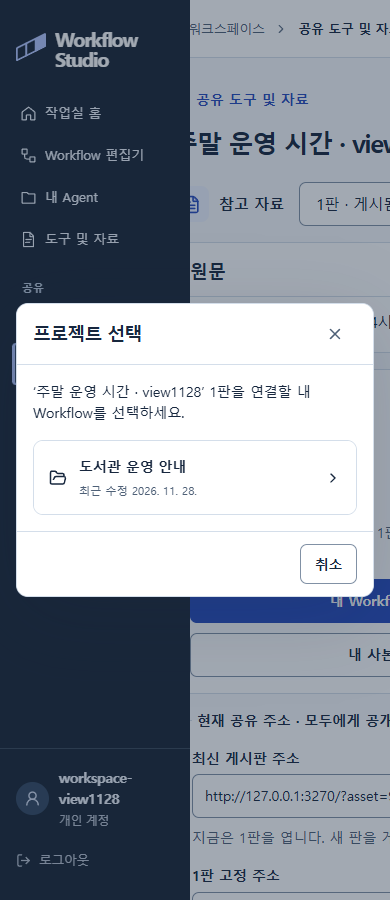 Workflow
Studio
작업실 홈
Workflow 편집기
내 Agent
도구 및 자료
공유
워크스페이스 > 공유 도구 및 자
공유 도구 및 자료
주말 운영 시간 · view
참고 자료
1판 · 게시됨
원문
4시
프로젝트 선택
‘주말 운영 시간 · view1128’ 1판을 연결할 내
Workflow를 선택하세요.
도서관 운영 안내
최근 수정 2026. 11. 28.
취소
1판
내 Workf
내 사본
현재 공유 주소 · 모두에게 공개
최신 게시판 주소
http://127.0.0.1:3270/?asset=
지금은 1판을 엽니다. 새 판을
1판 고정 주소
workspace-
view1128
개인 계정
로그아웃